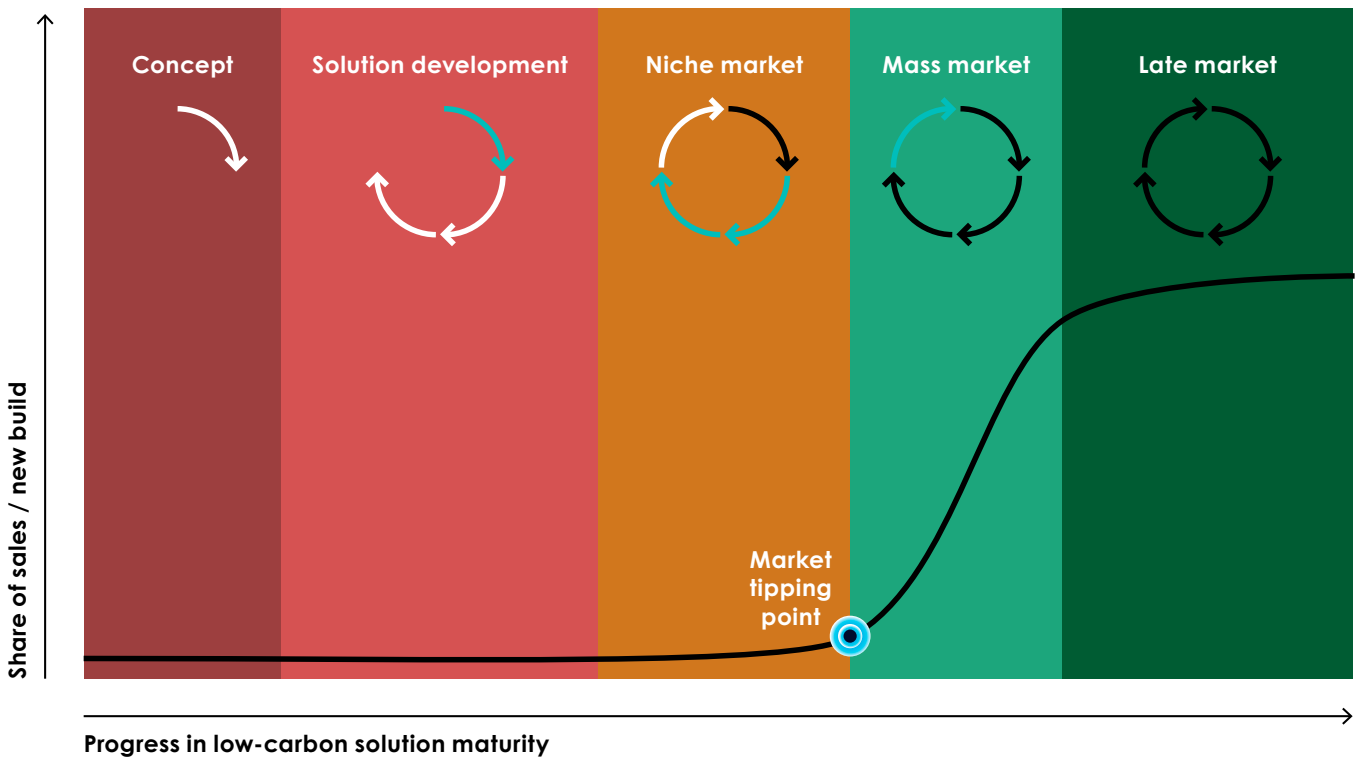 Concept
Solution development
Niche market
Mass market
Late market
Share of sales / new build
Market
tipping
point
Progress in low-carbon solution maturity